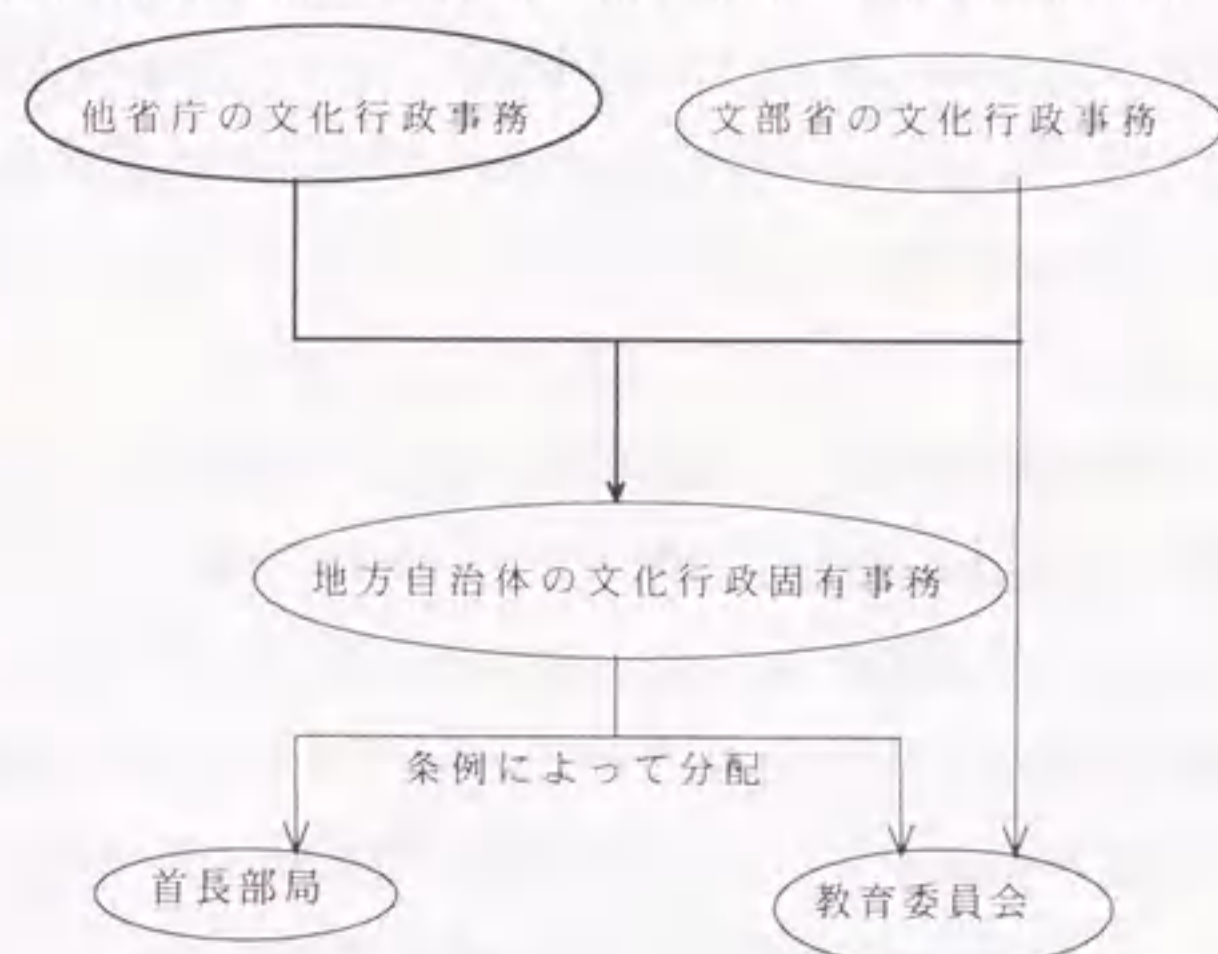 他省庁の文化行政事務
文部省の文化行政事務
地方自治体の文化行政固有事務
条例によって分配
首長部局
教育委員会